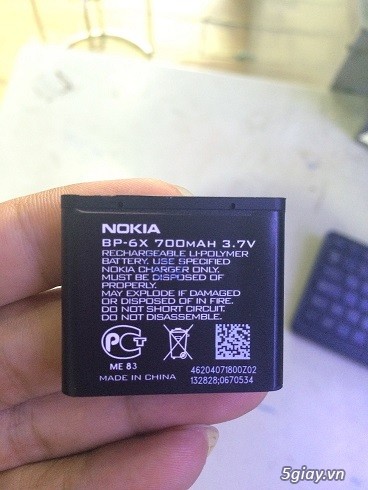 NOKIA
BP-6X 700MAH 3.7V
RECHARGEABLE LI-POLYMER
BATTERY. USE SPECIFIED
NOKIA CHARGER ONLY.
MUST BE DISPOSED OF
PROPERLY.
MAY EXPLODE IF DAMAGED
OR DISPOSED OF IN FIRE.
DO NOT SHORT CIRCUIT.
DO NOT DISASSEMBLE.
ME 83
MADE IN CHINA
46204071800Z02
132828;0670534
5giay.vn